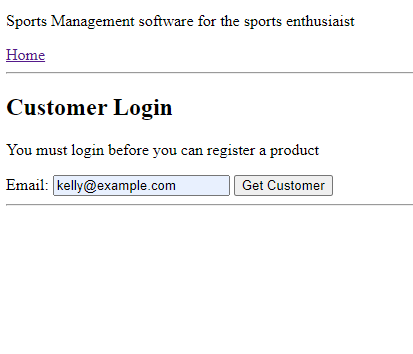 Sports Management software for the sports enthusiaist
Home
Customer Login
You must login before you can register a product
Email: kelly@example.com Get Customer